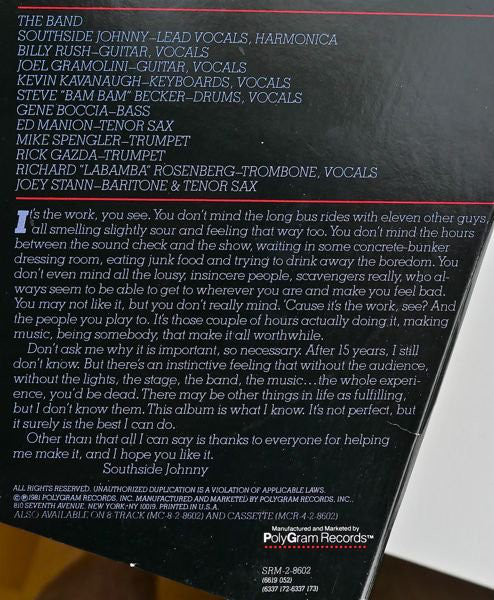 THE BAND
SOUTHSIDE JOHNNY–LEAD VOCALS, HARMONICA
BILLY RUSH–GUITAR, VOCALS
JOEL GRAMOLINI–GUITAR, VOCALS
KEVIN KAVANAUGH–KEYBOARDS, VOCALS
STEVE "BAM BAM" BECKER–DRUMS, VOCALS
GENE BOCCIA–BASS
ED MANION–TENOR SAX
MIKE SPENGLER–TRUMPET
RICK GAZDA–TRUMPET
RICHARD "LABAMBA" ROSENBERG–TROMBONE, VOCALS
JOEY STANN–BARITONE & TENOR SAX
It's the work, you see. You don't mind the long bus rides with eleven other guys,
all smelling slightly sour and feeling that way too. You don't mind the hours
between the sound check and the show, waiting in some concrete-bunker
dressing room, eating junk food and trying to drink away the boredom. You
don't even mind all the lousy, insincere people, scavengers really, who al-
ways seem to be able to get to wherever you are and make you feel bad.
You may not like it, but you don't really mind. 'Cause it's the work, see? And
the people you play to. It's those couple of hours actually doing it, making
music, being somebody, that make it all worthwhile.
Don't ask me why it is important, so necessary. After 15 years, I still
don't know. But there's an instinctive feeling that without the audience,
without the lights, the stage, the band, the music...the whole experi-
ence, you'd be dead. There may be other things in life as fulfilling,
but I don't know them. This album is what I know. It's not perfect, but
it surely is the best I can do.
Other than that all I can say is thanks to everyone for helping
me make it, and I hope you like it.
Southside Johnny
ALL RIGHTS RESERVED. UNAUTHORIZED DUPLICATION IS A VIOLATION OF APPLICABLE LAWS.
©℗1981 POLYGRAM RECORDS, INC. MANUFACTURED AND MARKETED BY POLYGRAM RECORDS, INC.,
810 SEVENTH AVENUE, NEW YORK, NY 10019. PRINTED IN U.S.A.
ALSO AVAILABLE ON 8 TRACK (MC-8-2-8602) AND CASSETTE (MCR-4-2-8602)
Manufactured and Marketed by
PolyGram Records™
SRM-2-8602
(6619 052)
(6337 172-6337 173)